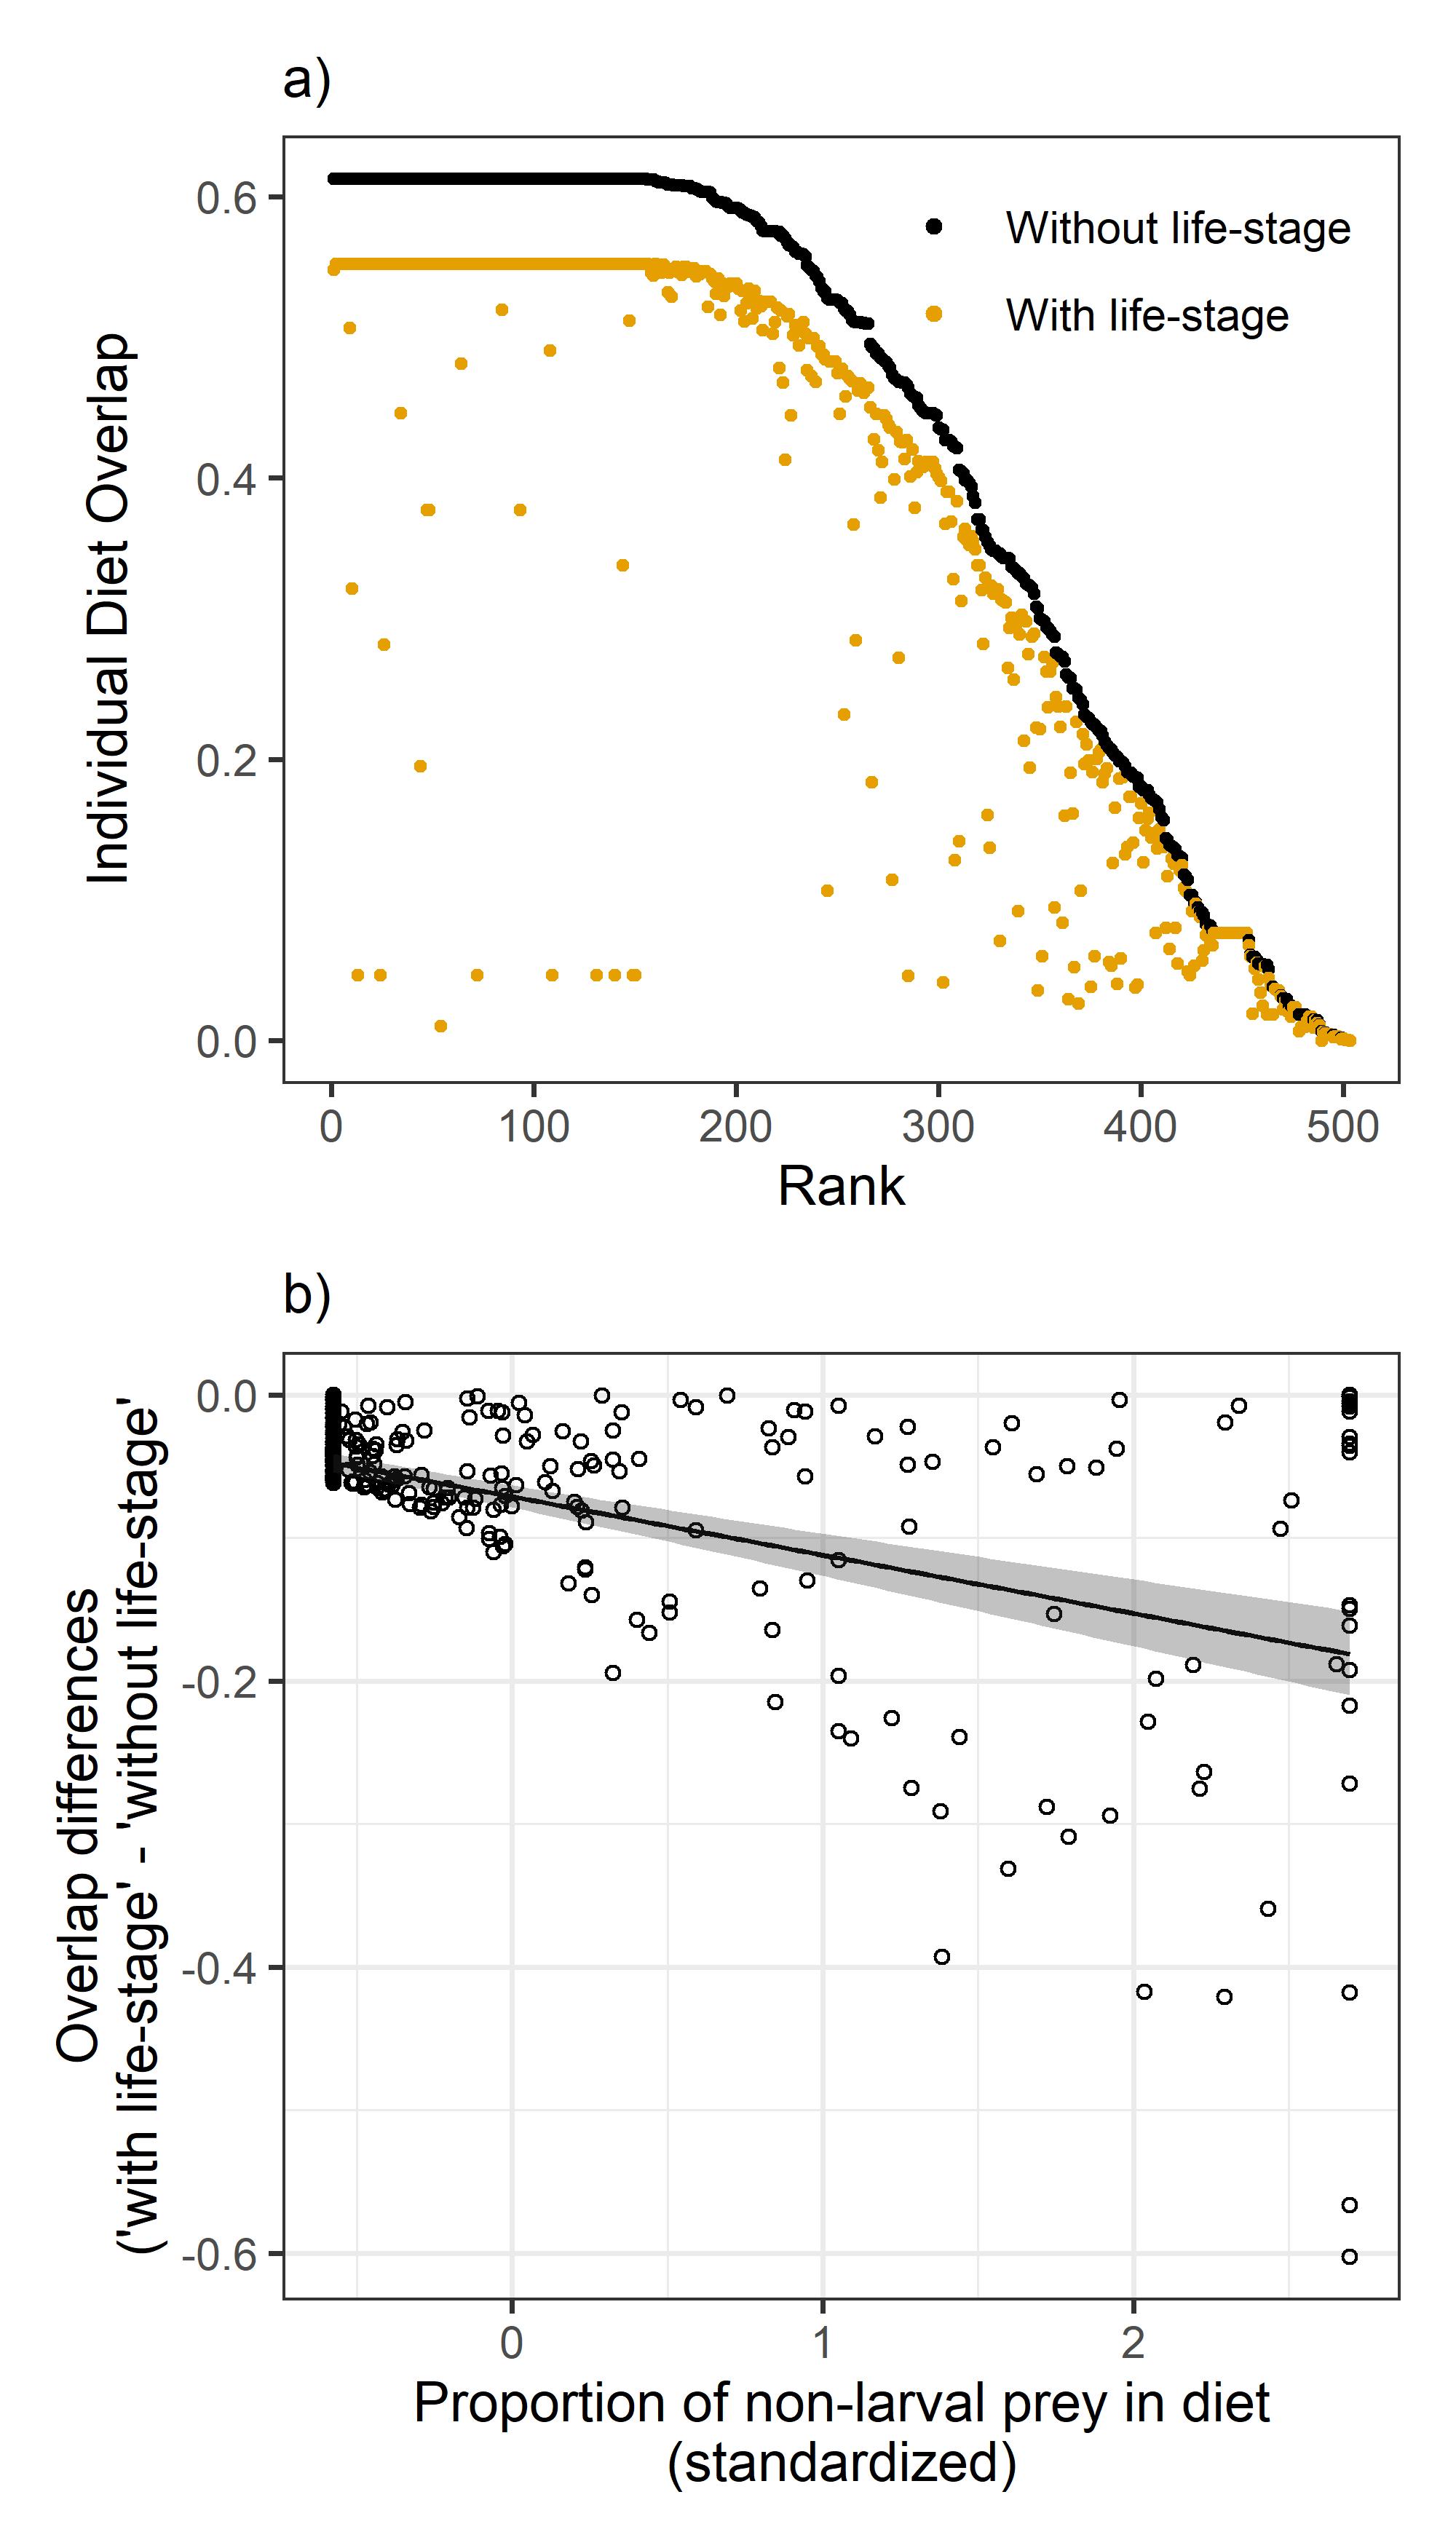 a)
Individual Diet Overlap
0.6
0.4
0.2
0.0
Without life-stage
With life-stage
0
100
200
300
400
500
Rank
b)
Overlap differences
('with life-stage' - 'without life-stage'
0.0
-0.2
-0.4
-0.6
0
1
2
Proportion of non-larval prey in diet
(standardized)